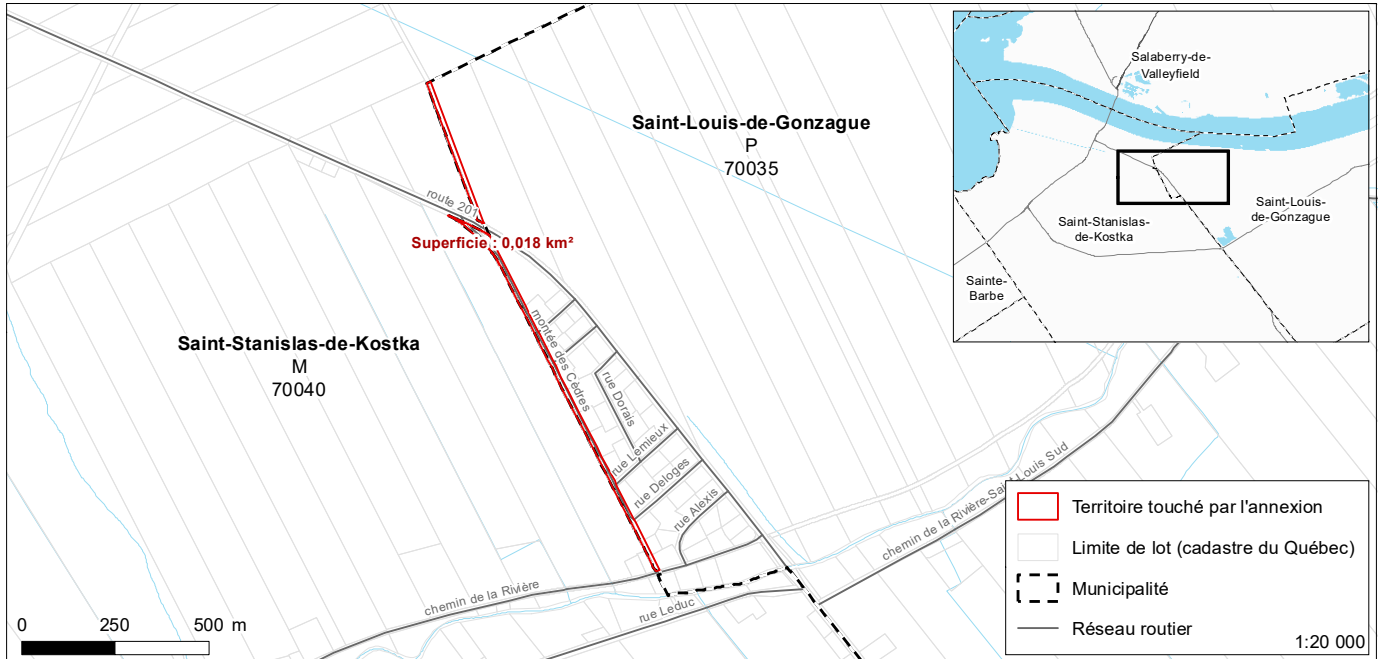 Saint-Louis-de-Gonzague
P
70035
route 201
Superficie : 0,018 km²
Saint-Stanislas-de-Kostka
M
70040
montée des Cèdres
rue Dorais
rue Lemieux
rue Deloges
rue Alexis
chemin de la Rivière
rue Leduc
chemin de la Rivière-Saint-Louis Sud
0 250 500 m
Salaberry-de-
Valleyfield
Saint-Louis-
de-Gonzague
Saint-Stanislas-
de-Kostka
Sainte-
Barbe
Territoire touché par l'annexion
Limite de lot (cadastre du Québec)
Municipalité
Réseau routier
1:20 000